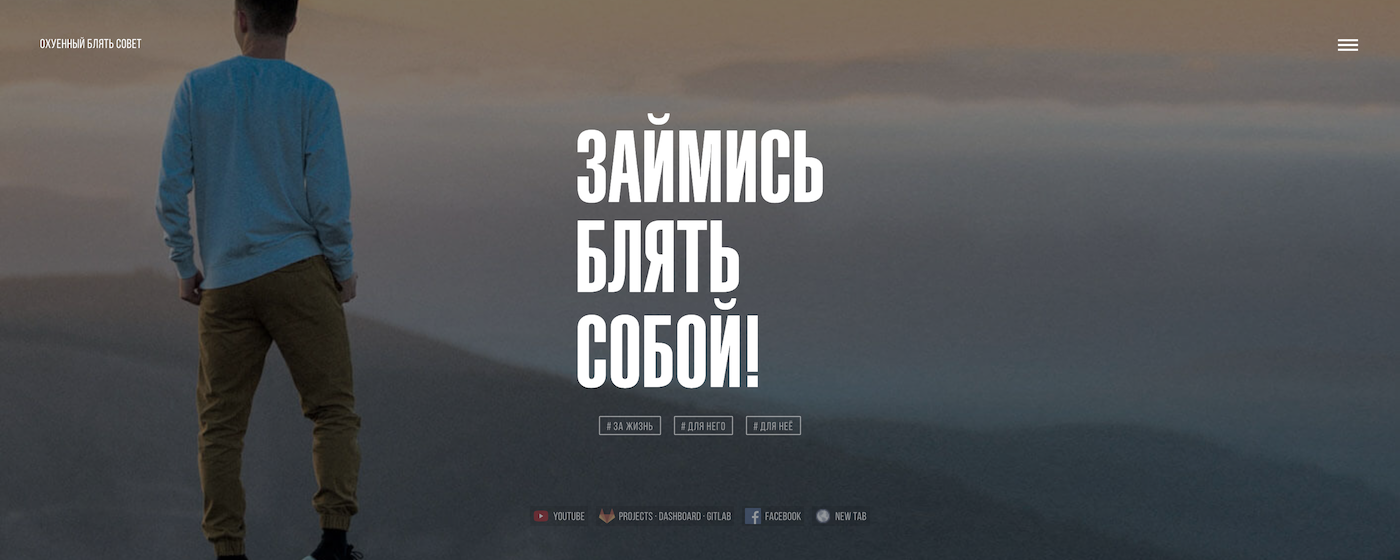 ОХУЕННЫЙ БЛЯТЬ СОВЕТ
ЗАЙМИСЬ
БЛЯТЬ
СОБОЙ!
# ЗА ЖИЗНЬ # ДЛЯ НЕГО # ДЛЯ НЕЁ
YOUTUBE PROJECTS · DASHBOARD · GITLAB FACEBOOK NEW TAB